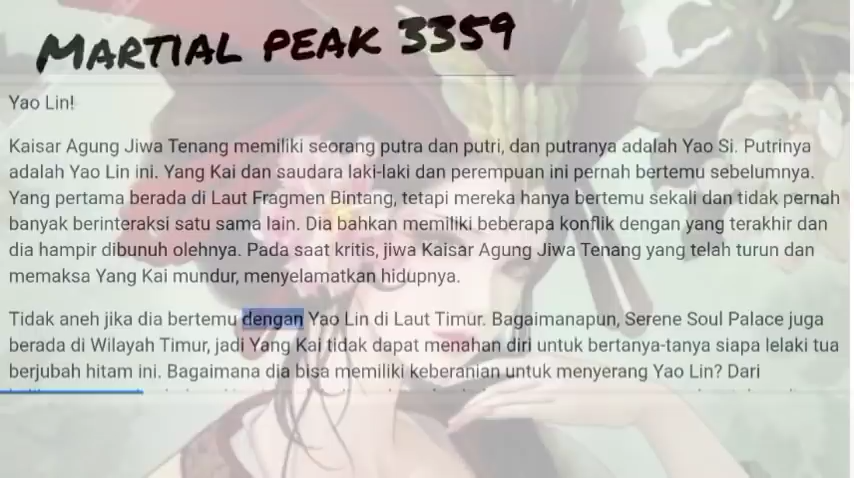 MARTIAL PEAK 3359
Yao Lin!
Kaisar Agung Jiwa Tenang memiliki seorang putra dan putri, dan putranya adalah Yao Si. Putrinya
adalah Yao Lin ini. Yang Kai dan saudara laki-laki dan perempuan ini pernah bertemu sebelumnya.
Yang pertama berada di Laut Fragmen Bintang, tetapi mereka hanya bertemu sekali dan tidak pernah
banyak berinteraksi satu sama lain. Dia bahkan memiliki beberapa konflik dengan yang terakhir dan
dia hampir dibunuh olehnya. Pada saat kritis, jiwa Kaisar Agung Jiwa Tenang yang telah turun dan
memaksa Yang Kai mundur, menyelamatkan hidupnya.
Tidak aneh jika dia bertemu dengan Yao Lin di Laut Timur. Bagaimanapun, Serene Soul Palace juga
berada di Wilayah Timur, jadi Yang Kai tidak dapat menahan diri untuk bertanya-tanya siapa lelaki tua
berjubah hitam ini. Bagaimana dia bisa memiliki keberanian untuk menyerang Yao Lin? Dari